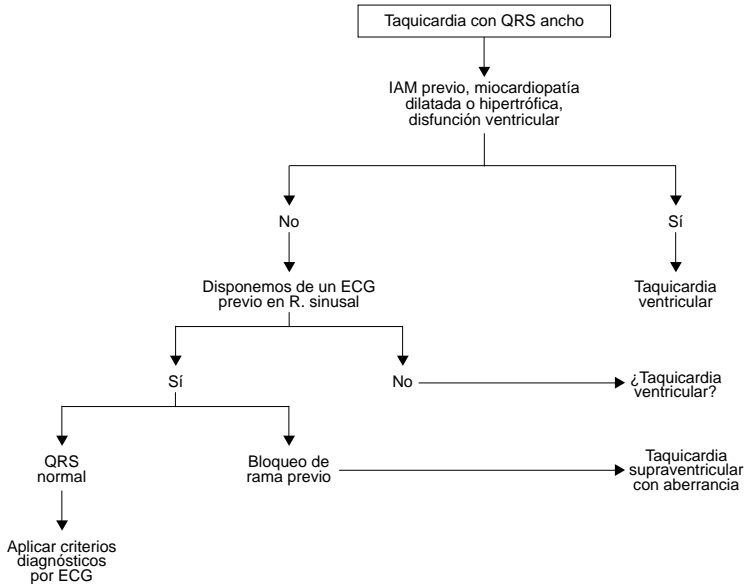 Taquicardia con QRS ancho
IAM previo, miocardiopatía
dilatada o hipertrófica,
disfunción ventricular
No
Sí
Disponemos de un ECG
previo en R. sinusal
Taquicardia
ventricular
Sí
No
¿Taquicardia
ventricular?
QRS
normal
Bloqueo de
rama previo
Taquicardia
supraventricular
con aberrancia
Aplicar criterios
diagnósticos
por ECG